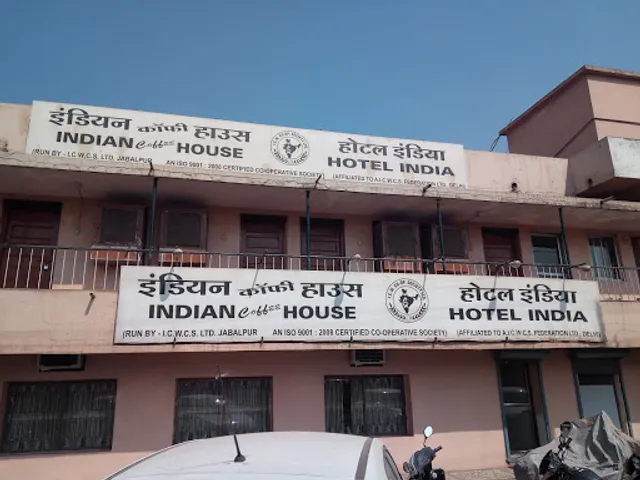 इंडियन कॉफी हाउस होटल इंडिया
INDIAN Coffee HOUSE HOTEL INDIA
(RUN BY - I.C.W.C.S. LTD. JABALPUR AN ISO 9001 : 2008 CERTIFIED CO-OPERATIVE SOCIETY) (AFFILIATED TO A.I.C.W.C.S. FEDERATION LTD., DELHI)
इंडियन कॉफी हाउस होटल इंडिया
INDIAN Coffee HOUSE HOTEL INDIA
(RUN BY - I.C.W.C.S. LTD. JABALPUR AN ISO 9001 : 2008 CERTIFIED CO-OPERATIVE SOCIETY) (AFFILIATED TO A.I.C.W.C.S. FEDERATION LTD., DELHI)